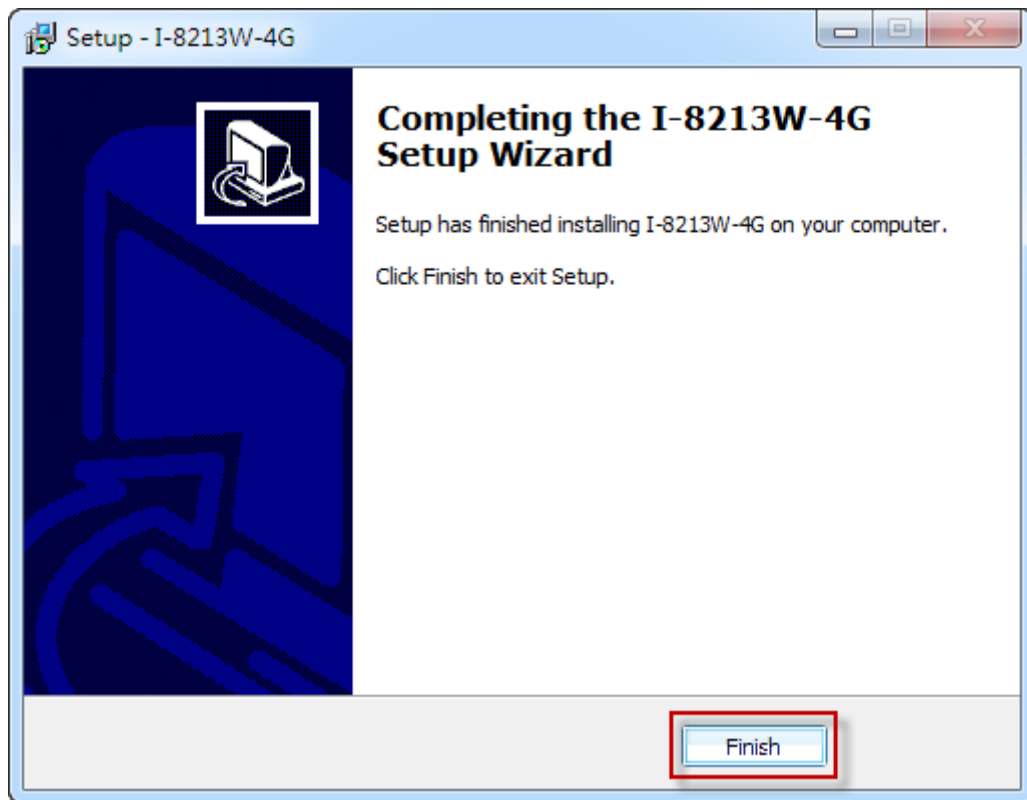 Setup - I-8213W-4G
Completing the I-8213W-4G
Setup Wizard
Setup has finished installing I-8213W-4G on your computer.
Click Finish to exit Setup.
Finish